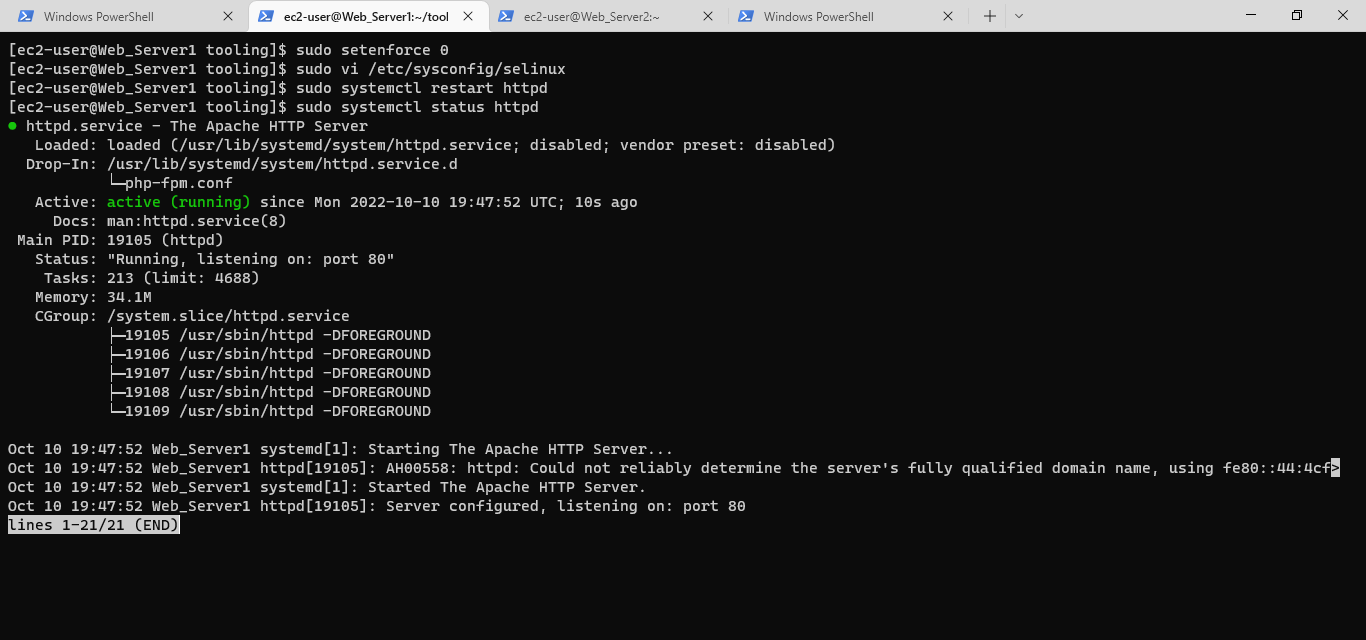 Windows PowerShell
ec2-user@Web_Server1:~/tool
ec2-user@Web_Server2:~
Windows PowerShell
[ec2-user@Web_Server1 tooling]$ sudo setenforce 0
[ec2-user@Web_Server1 tooling]$ sudo vi /etc/sysconfig/selinux
[ec2-user@Web_Server1 tooling]$ sudo systemctl restart httpd
[ec2-user@Web_Server1 tooling]$ sudo systemctl status httpd
● httpd.service - The Apache HTTP Server
   Loaded: loaded (/usr/lib/systemd/system/httpd.service; disabled; vendor preset: disabled)
  Drop-In: /usr/lib/systemd/system/httpd.service.d
           └─php-fpm.conf
   Active: active (running) since Mon 2022-10-10 19:47:52 UTC; 10s ago
     Docs: man:httpd.service(8)
 Main PID: 19105 (httpd)
   Status: "Running, listening on: port 80"
    Tasks: 213 (limit: 4688)
   Memory: 34.1M
   CGroup: /system.slice/httpd.service
           ├─19105 /usr/sbin/httpd -DFOREGROUND
           ├─19106 /usr/sbin/httpd -DFOREGROUND
           ├─19107 /usr/sbin/httpd -DFOREGROUND
           ├─19108 /usr/sbin/httpd -DFOREGROUND
           └─19109 /usr/sbin/httpd -DFOREGROUND
Oct 10 19:47:52 Web_Server1 systemd[1]: Starting The Apache HTTP Server...
Oct 10 19:47:52 Web_Server1 httpd[19105]: AH00558: httpd: Could not reliably determine the server's fully qualified domain name, using fe80::44:4cf>
Oct 10 19:47:52 Web_Server1 systemd[1]: Started The Apache HTTP Server.
Oct 10 19:47:52 Web_Server1 httpd[19105]: Server configured, listening on: port 80
lines 1-21/21 (END)